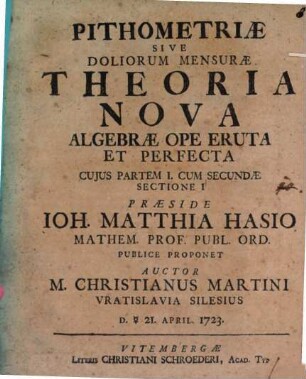 PITHOMETRIÆ
SIVE
DOLIORUM MENSURÆ
THEORIA
NOVA
ALGEBRÆ OPE ERUTA
ET PERFECTA
CUJUS PARTEM I. CUM SECUNDÆ
SECTIONE I
PRÆSIDE
IOH. MATTHIA HASIO
MATHEM. PROF. PUBL. ORD.
PUBLICE PROPONET
AUCTOR
M. CHRISTIANUS MARTINI
VRATISLAVIA SILESIUS
D. ☿ 21. APRIL. 1723.
VITEMBERGÆ
LITERIS CHRISTIANI SCHROEDERI, ACAD. TYP